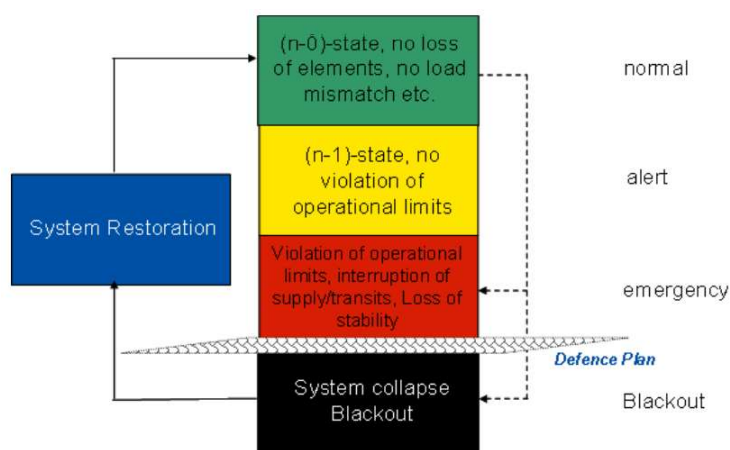 (n-0)-state, no loss
of elements, no load
mismatch etc.
normal
(n-1)-state, no
violation of
operational limits
alert
System Restoration
Violation of operational
limits, interruption of
supply/transits, Loss of
stability
emergency
Defence Plan
System collapse
Blackout
Blackout